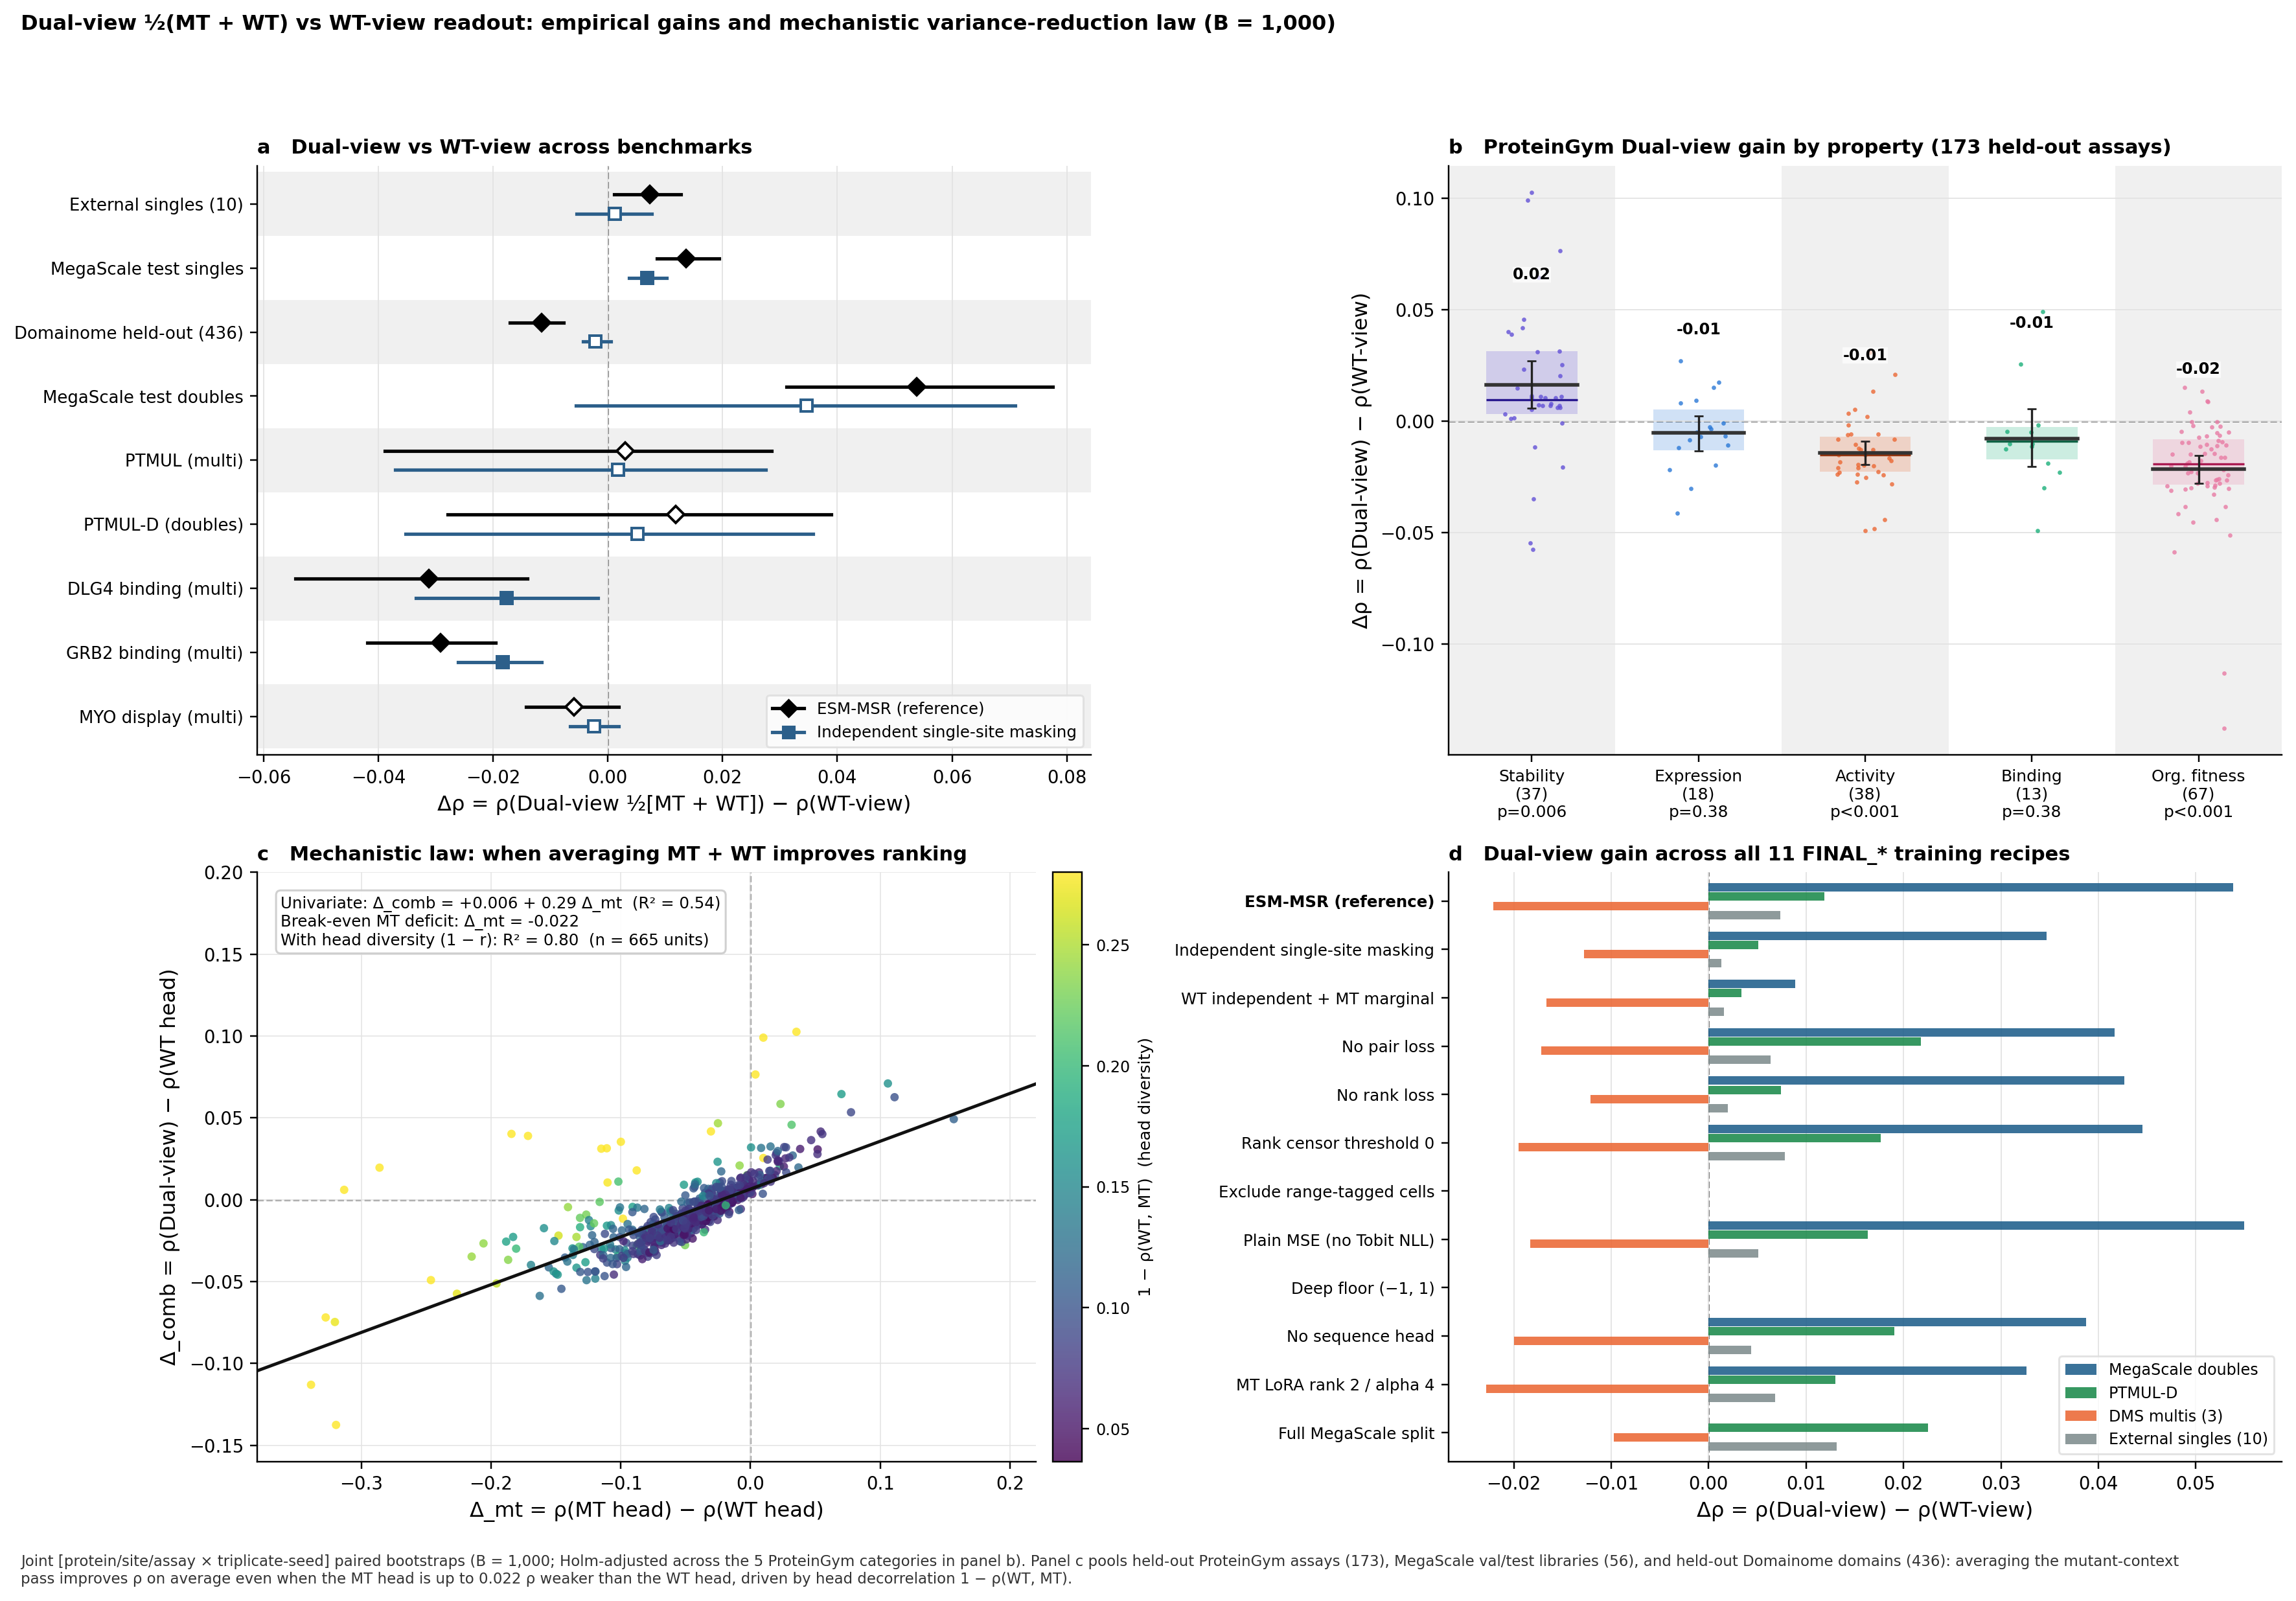 Dual-view ½(MT + WT) vs WT-view readout: empirical gains and mechanistic variance-reduction law (B = 1,000)
a Dual-view vs WT-view across benchmarks
External singles (10)
MegaScale test singles
Domainome held-out (436)
MegaScale test doubles
PTMUL (multi)
PTMUL-D (doubles)
DLG4 binding (multi)
GRB2 binding (multi)
MYO display (multi)
ESM-MSR (reference)
Independent single-site masking
−0.06 −0.04 −0.02 0.00 0.02 0.04 0.06 0.08
Δρ = ρ(Dual-view ½[MT + WT]) − ρ(WT-view)
b ProteinGym Dual-view gain by property (173 held-out assays)
Δρ = ρ(Dual-view) − ρ(WT-view)
0.10
0.05
0.00
−0.05
−0.10
0.02
-0.01
-0.01
-0.01
-0.02
Stability Expression Activity Binding Org. fitness
(37) (18) (38) (13) (67)
p=0.006 p=0.38 p<0.001 p=0.38 p<0.001
c Mechanistic law: when averaging MT + WT improves ranking
Univariate: Δ_comb = +0.006 + 0.29 Δ_mt (R² = 0.54)
Break-even MT deficit: Δ_mt = -0.022
With head diversity (1 − r): R² = 0.80 (n = 665 units)
Δ_comb = ρ(Dual-view) − ρ(WT head)
0.20
0.15
0.10
0.05
0.00
−0.05
−0.10
−0.15
−0.3 −0.2 −0.1 0.0 0.1 0.2
Δ_mt = ρ(MT head) − ρ(WT head)
0.25
0.20
0.15
0.10
0.05
1 − ρ(WT, MT) (head diversity)
d Dual-view gain across all 11 FINAL_* training recipes
ESM-MSR (reference)
Independent single-site masking
WT independent + MT marginal
No pair loss
No rank loss
Rank censor threshold 0
Exclude range-tagged cells
Plain MSE (no Tobit NLL)
Deep floor (−1, 1)
No sequence head
MT LoRA rank 2 / alpha 4
Full MegaScale split
MegaScale doubles
PTMUL-D
DMS multis (3)
External singles (10)
−0.02 −0.01 0.00 0.01 0.02 0.03 0.04 0.05
Δρ = ρ(Dual-view) − ρ(WT-view)
Joint [protein/site/assay × triplicate-seed] paired bootstraps (B = 1,000; Holm-adjusted across the 5 ProteinGym categories in panel b). Panel c pools held-out ProteinGym assays (173), MegaScale val/test libraries (56), and held-out Domainome domains (436): averaging the mutant-context
pass improves ρ on average even when the MT head is up to 0.022 ρ weaker than the WT head, driven by head decorrelation 1 − ρ(WT, MT).